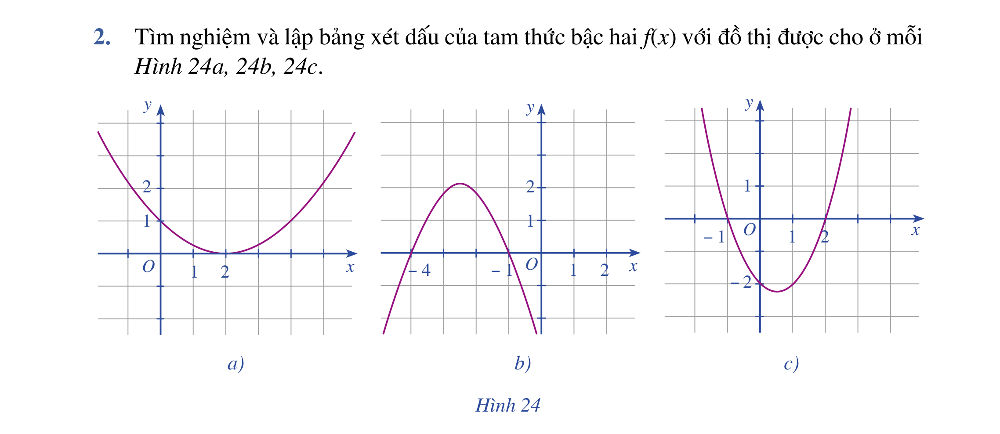 2. Tìm nghiệm và lập bảng xét dấu của tam thức bậc hai f(x) với đồ thị được cho ở mỗi
Hình 24a, 24b, 24c.
y
2
1
O
1
2
x
a)
y
2
1
– 4
– 1
O
1
2
x
b)
y
1
– 1
O
1
2
x
– 2
c)
Hình 24